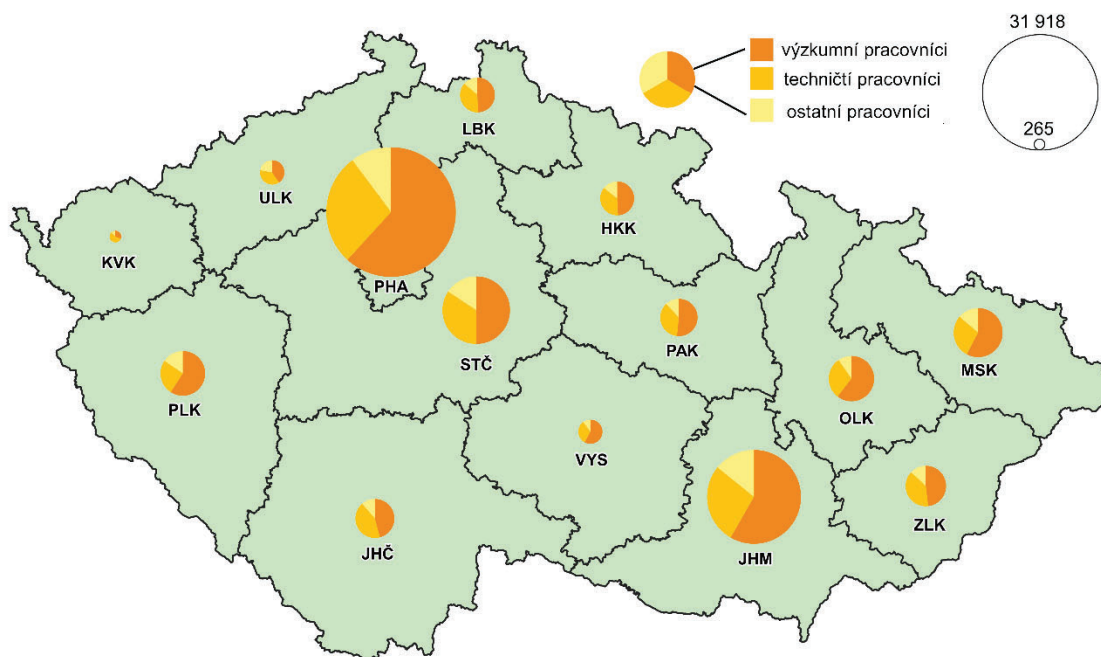 31 918
výzkumní pracovníci
techničtí pracovníci
ostatní pracovníci
265
LBK
ULK
HKK
KVK
PHA
PAK
STČ
MSK
PLK
OLK
VYS
ZLK
JHČ
JHM